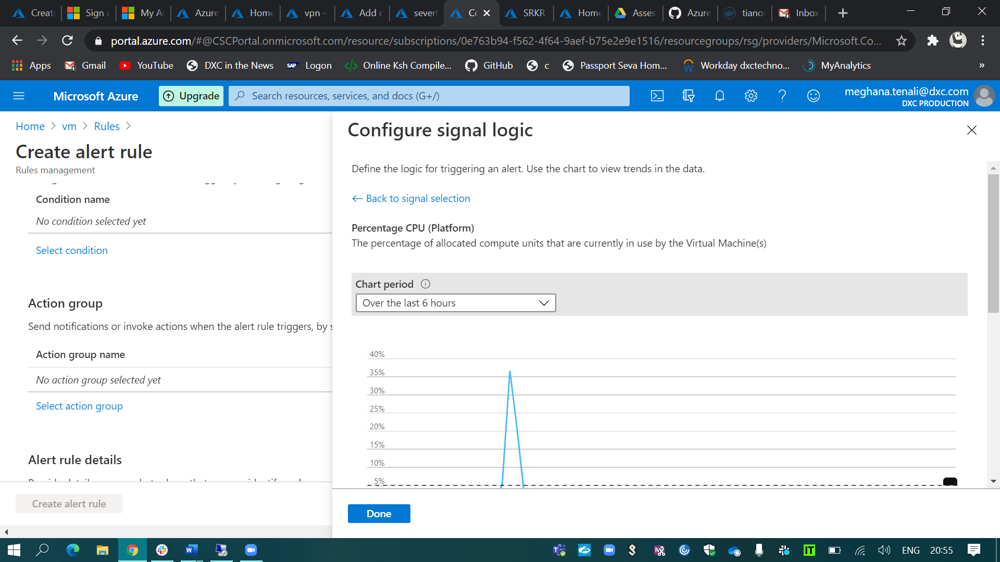 Create
Sign
My A
Azure
Home
vpn -
Add c
sever
Co
SRKR
Home
Asses
Azure
tiano
Inbox
portal.azure.com/#@CSCPortal.onmicrosoft.com/resource/subscriptions/0e763b94-f562-4f64-9aef-b75e2e9e1516/resourcegroups/rsg/providers/Microsoft.Co...
Apps
Gmail
YouTube
DXC in the News
SAP
Logon
Online Ksh Compile...
GitHub
c
Passport Seva Hom...
Workday dxctechno...
MyAnalytics
»
Microsoft Azure
Upgrade
Search resources, services, and docs (G+/)
meghana.tenali@dxc.com
DXC PRODUCTION
Home > vm > Rules >
Create alert rule
Rules management
Condition name
No condition selected yet
Select condition
Action group
Send notifications or invoke actions when the alert rule triggers, by s
Action group name
No action group selected yet
Select action group
Alert rule details
Create alert rule
Configure signal logic
Define the logic for triggering an alert. Use the chart to view trends in the data.
← Back to signal selection
Percentage CPU (Platform)
The percentage of allocated compute units that are currently in use by the Virtual Machine(s)
Chart period
Over the last 6 hours
40%
35%
30%
25%
20%
15%
10%
5%
Done
ENG
20:55